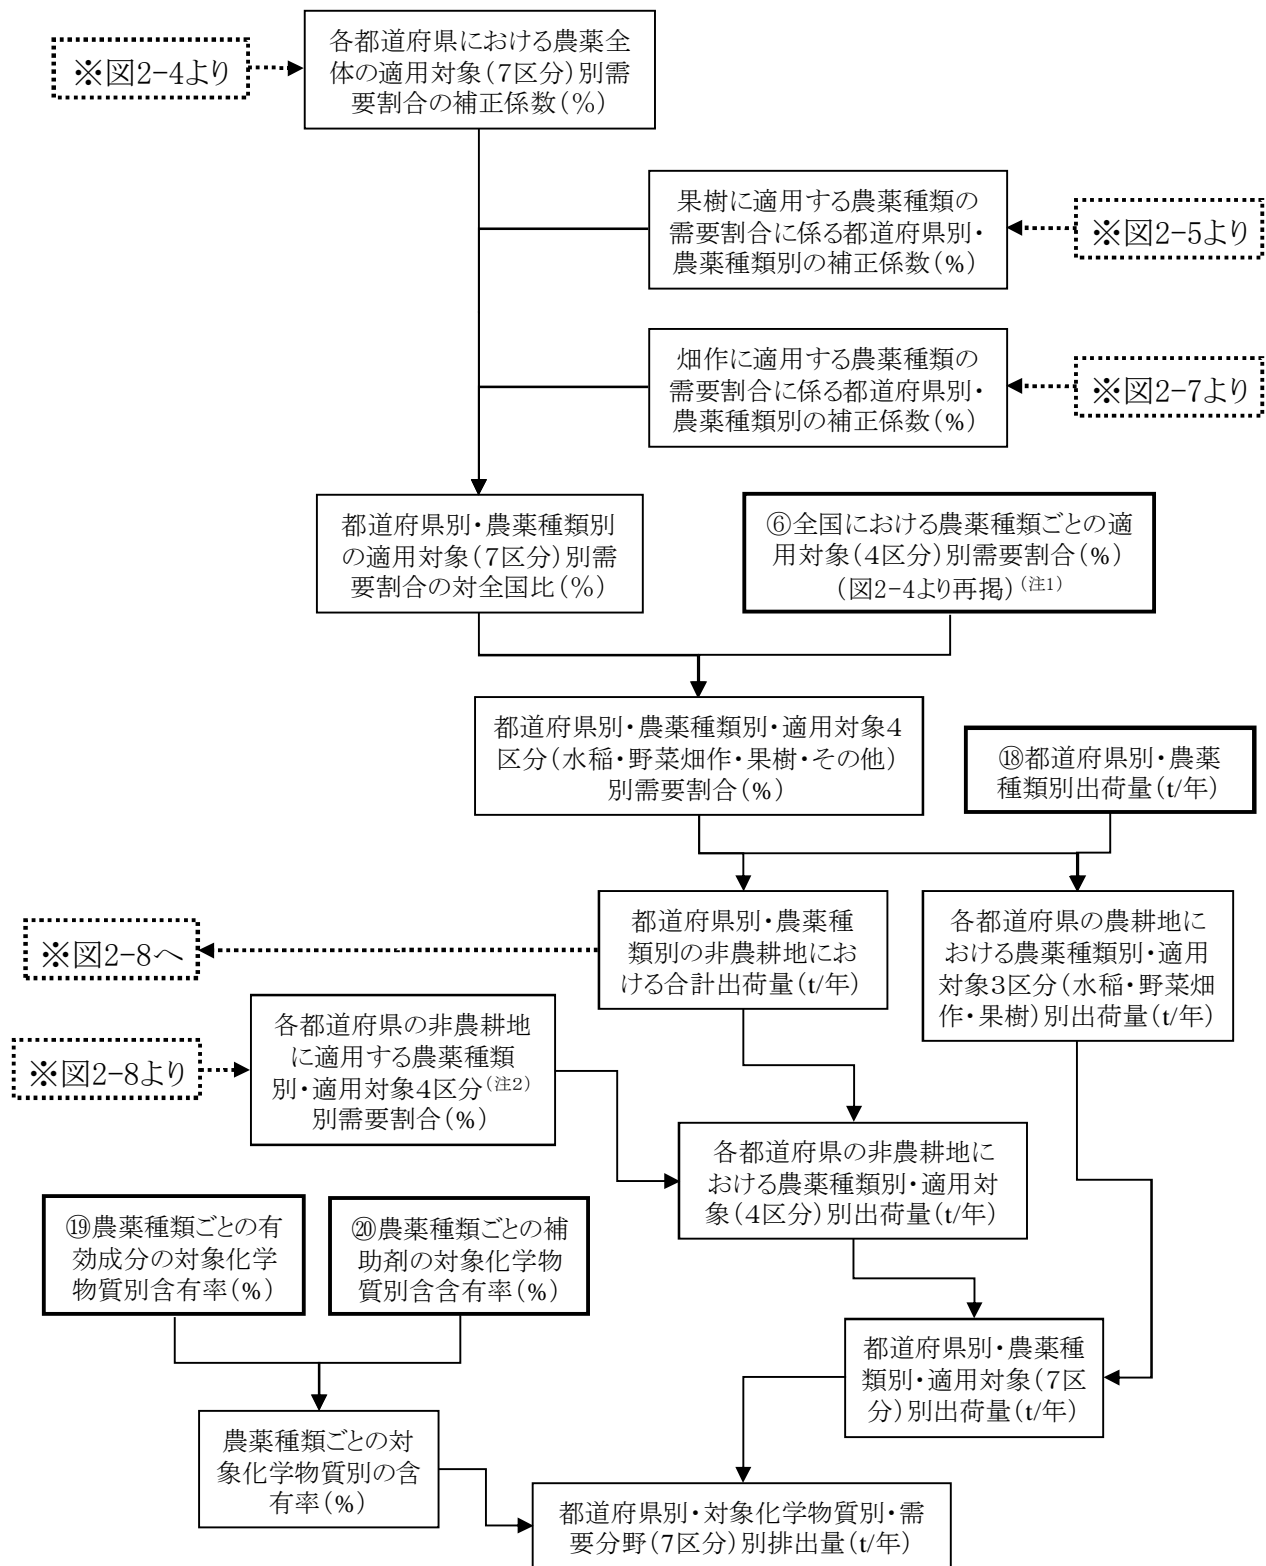 各都道府県における農薬全
体の適用対象(7区分)別需
要割合の補正係数(%)
※図2-4より
果樹に適用する農薬種類の
需要割合に係る都道府県別・
農薬種類別の補正係数(%)
※図2-5より
畑作に適用する農薬種類の
需要割合に係る都道府県別・
農薬種類別の補正係数(%)
※図2-7より
都道府県別・農薬種類別
の適用対象(7区分)別需
要割合の対全国比(%)
⑥全国における農薬種類ごとの適
用対象(4区分)別需要割合(%)
(図2-4より再掲)(注1)
都道府県別・農薬種類別・適用対象4
区分(水稲・野菜畑作・果樹・その他)
別需要割合(%)
⑱都道府県別・農薬
種類別出荷量(t/年)
都道府県別・農薬種
類別の非農耕地にお
ける合計出荷量(t/年)
各都道府県の農耕地に
おける農薬種類別・適用
対象3区分(水稲・野菜畑
作・果樹)別出荷量(t/年)
※図2-8へ
各都道府県の非農耕地
に適用する農薬種類
別・適用対象4区分(注2)
別需要割合(%)
※図2-8より
各都道府県の非農耕地に
おける農薬種類別・適用対
象(4区分)別出荷量(t/年)
⑲農薬種類ごとの有
効成分の対象化学
物質別含有率(%)
⑳農薬種類ごとの補
助剤の対象化学物
質別含含有率(%)
都道府県別・農薬種
類別・適用対象(7区
分)別出荷量(t/年)
農薬種類ごとの対
象化学物質別の含
有率(%)
都道府県別・対象化学物質別・需
要分野(7区分)別排出量(t/年)